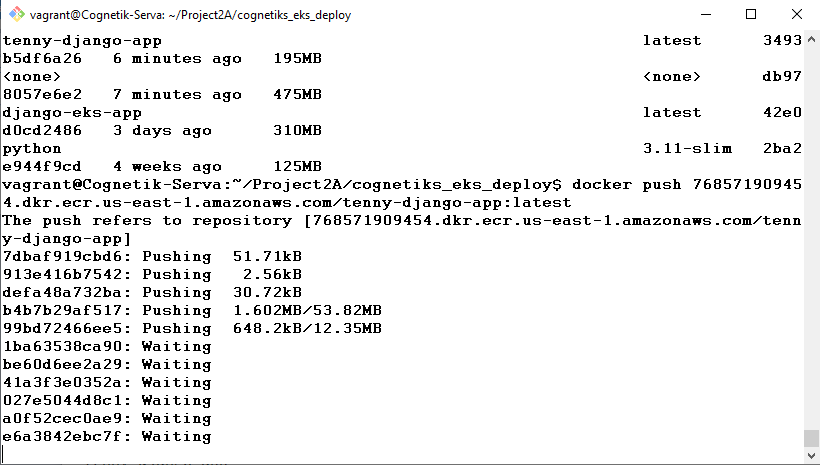 vagrant@Cognetik-Serva: ~/Project2A/cognetiks_eks_deploy
tenny-django-app latest 3493
b5df6a26 6 minutes ago 195MB
<none> <none> db97
8057e6e2 7 minutes ago 475MB
django-eks-app latest 42e0
d0cd2486 3 days ago 310MB
python 3.11-slim 2ba2
e944f9cd 4 weeks ago 125MB
vagrant@Cognetik-Serva:~/Project2A/cognetiks_eks_deploy$ docker push 76857190945
4.dkr.ecr.us-east-1.amazonaws.com/tenny-django-app:latest
The push refers to repository [768571909454.dkr.ecr.us-east-1.amazonaws.com/tenn
y-django-app]
7dbaf919cbd6: Pushing 51.71kB
913e416b7542: Pushing 2.56kB
defa48a732ba: Pushing 30.72kB
b4b7b29af517: Pushing 1.602MB/53.82MB
99bd72466ee5: Pushing 648.2kB/12.35MB
1ba63538ca90: Waiting
be60d6ee2a29: Waiting
41a3f3e0352a: Waiting
027e5044d8c1: Waiting
a0f52cec0ae9: Waiting
e6a3842ebc7f: Waiting